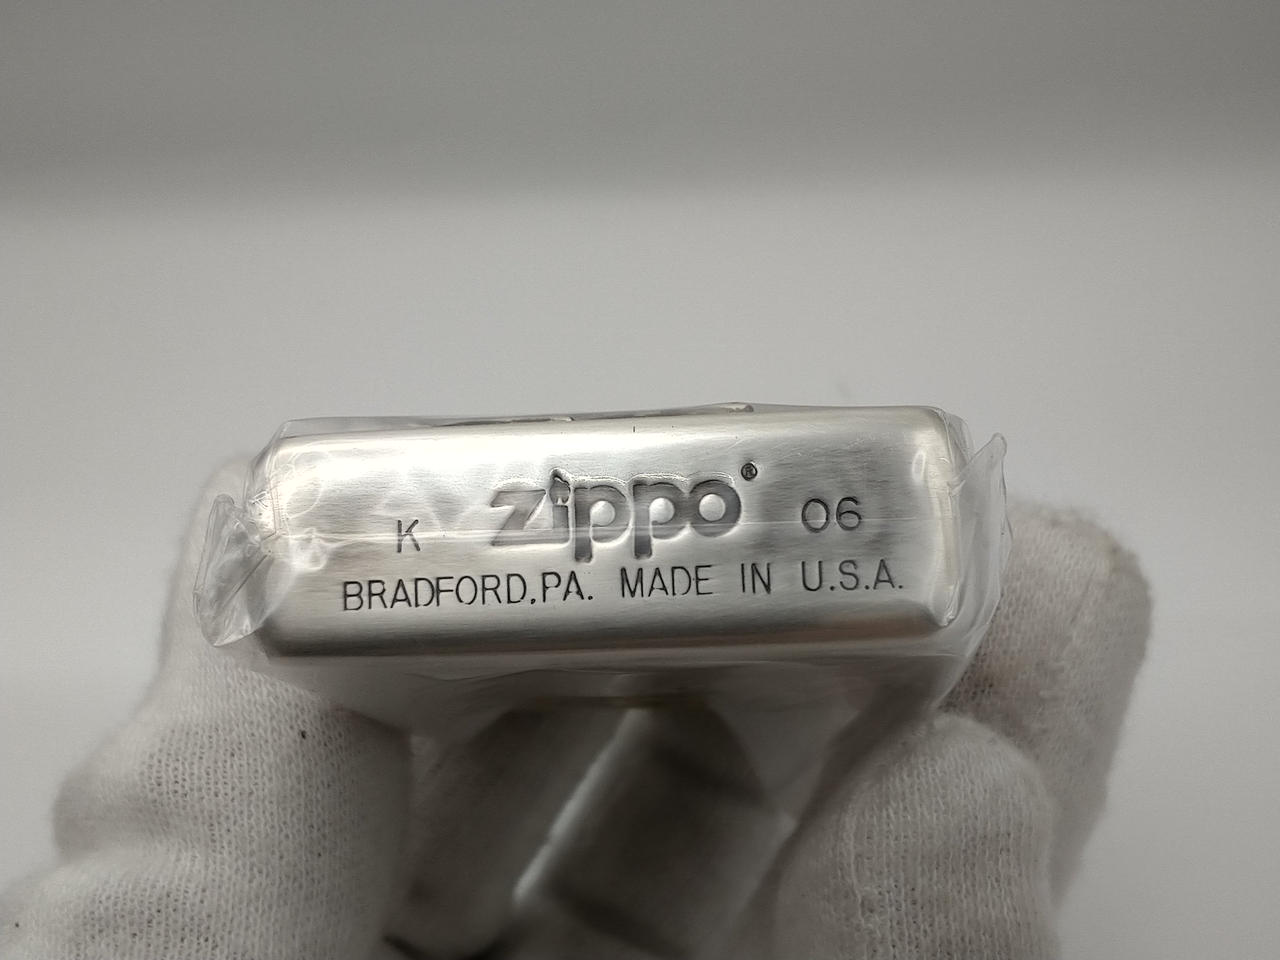 K zippo® 06
BRADFORD,PA. MADE IN U.S.A.